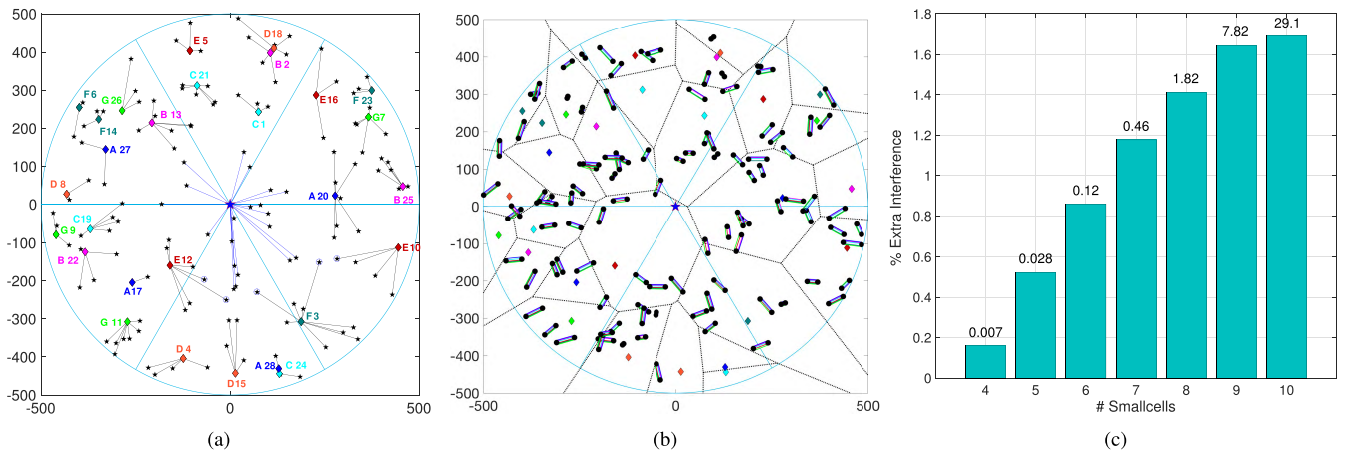 500
400
300
200
100
0
-100
-200
-300
-400
-500
-500
0
500
E 5
D18
B 2
C 21
E16
F 23
F 6
G 26
C 1
G7
F14
B 13
A 27
D 8
A 20
B 25
C19
G 9
B 22
E12
E10
A17
G 11
F3
D 4
A 28
C 24
D15
(a)
500
400
300
200
100
0
-100
-200
-300
-400
-500
-500
0
500
(b)
% Extra Interference
1.8
1.6
1.4
1.2
1
0.8
0.6
0.4
0.2
0
0.007
0.028
0.12
0.46
1.82
7.82
29.1
4 5 6 7 8 9 10
# Smallcells
(c)